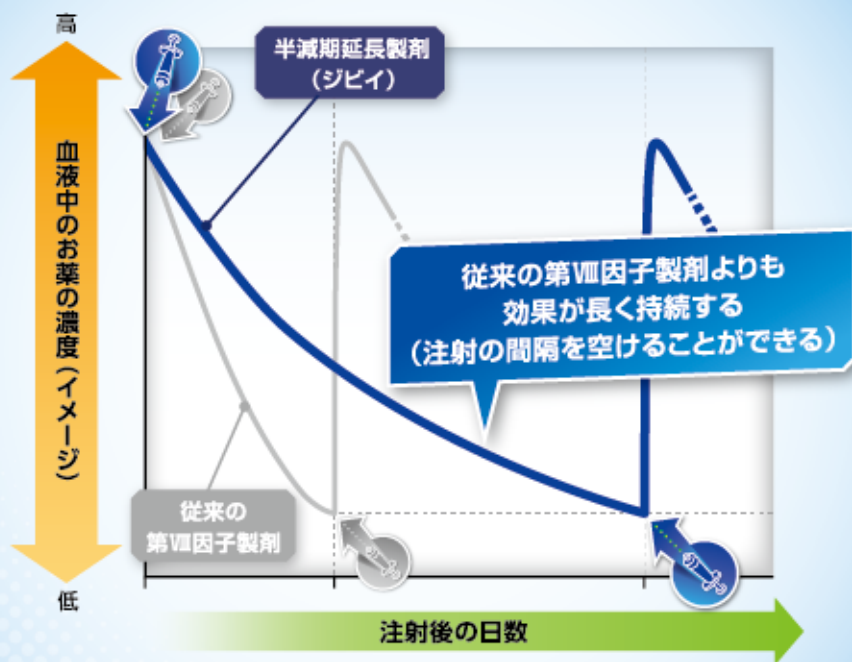 高
半減期延長製剤
（ジビイ）
血液中のお薬の濃度（イメージ）
従来の第Ⅷ因子製剤よりも
効果が長く持続する
（注射の間隔を空けることができる）
従来の
第Ⅷ因子製剤
低
注射後の日数